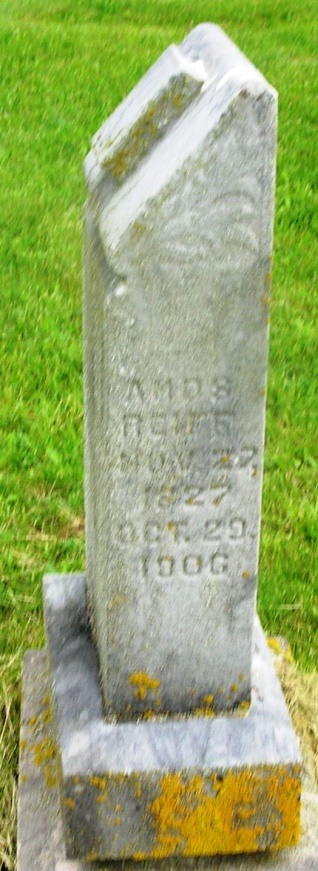 AMOS
NOV. 27,
1827
OCT. 29,
1906